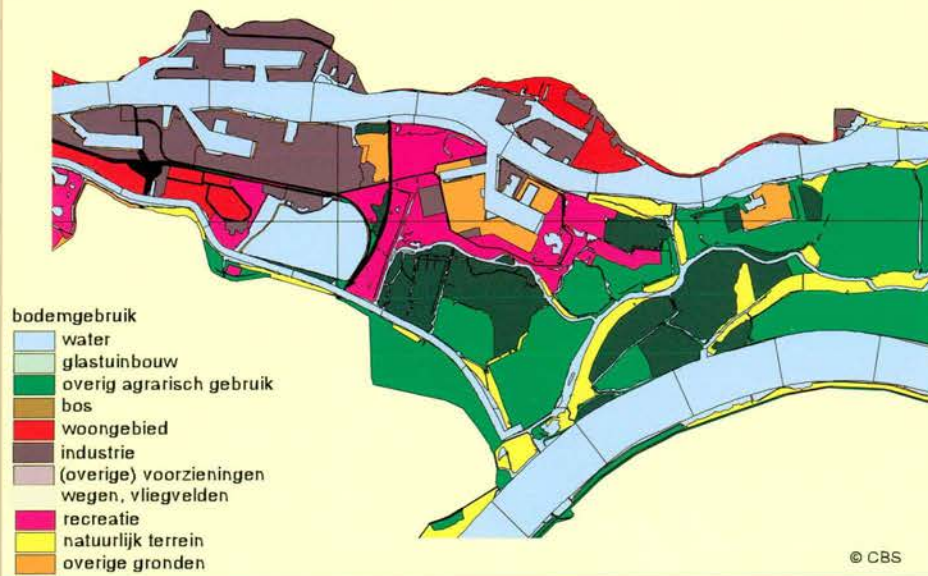 bodemgebruik
water
glastuinbouw
overig agrarisch gebruik
bos
woongebied
industrie
(overige) voorzieningen
wegen, vliegvelden
recreatie
natuurlijk terrein
overige gronden
© CBS